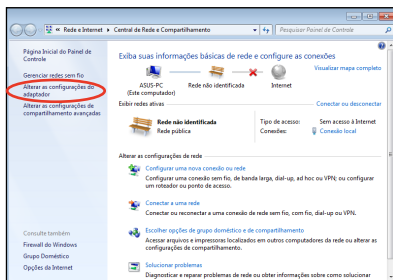 « Rede e Internet ▸ Central de Rede e Compartilhamento
Pesquisar Painel de Controle
Página Inicial do Painel de
Controle
Gerenciar redes sem fio
Alterar as configurações do
adaptador
Alterar as configurações de
compartilhamento avançadas
Consulte também
Firewall do Windows
Grupo Doméstico
Opções da Internet
Exiba suas informações básicas de rede e configure as conexões
Visualizar mapa completo
ASUS-PC Rede não identificada Internet
(Este computador)
Exibir redes ativas Conectar ou desconectar
Rede não identificada
Rede pública
Tipo de acesso: Sem acesso à Internet
Conexões: Conexão local
Alterar as configurações de rede
Configurar uma nova conexão ou rede
Configurar uma conexão sem fio, de banda larga, dial-up, ad hoc ou VPN; ou configurar
um roteador ou ponto de acesso.
Conectar a uma rede
Conectar ou reconectar a uma conexão de rede sem fio, com fio, dial-up ou VPN.
Escolher opções de grupo doméstico e de compartilhamento
Acessar arquivos e impressoras localizados em outros computadores da rede ou alterar as
configurações de compartilhamento.
Solucionar problemas
Diagnosticar e reparar problemas de rede ou obter informações sobre como solucionar